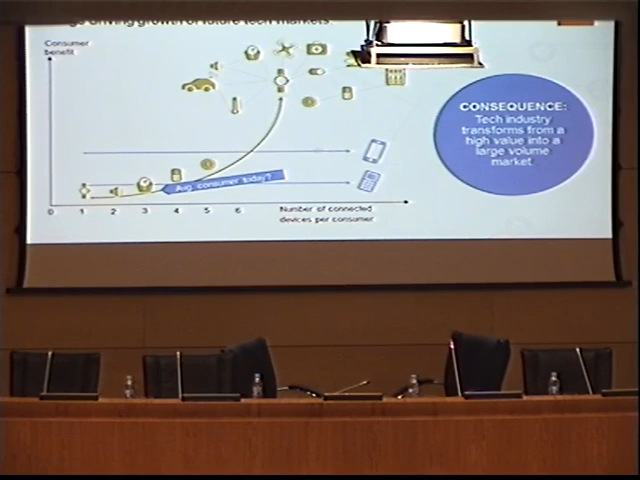 driving growth of future tech markets.
Consumer
benefit
CONSEQUENCE:
Tech industry
transforms from a
high value into a
large volume
market
Avg. consumer today?
0 1 2 3 4 5 6
Number of connected
devices per consumer